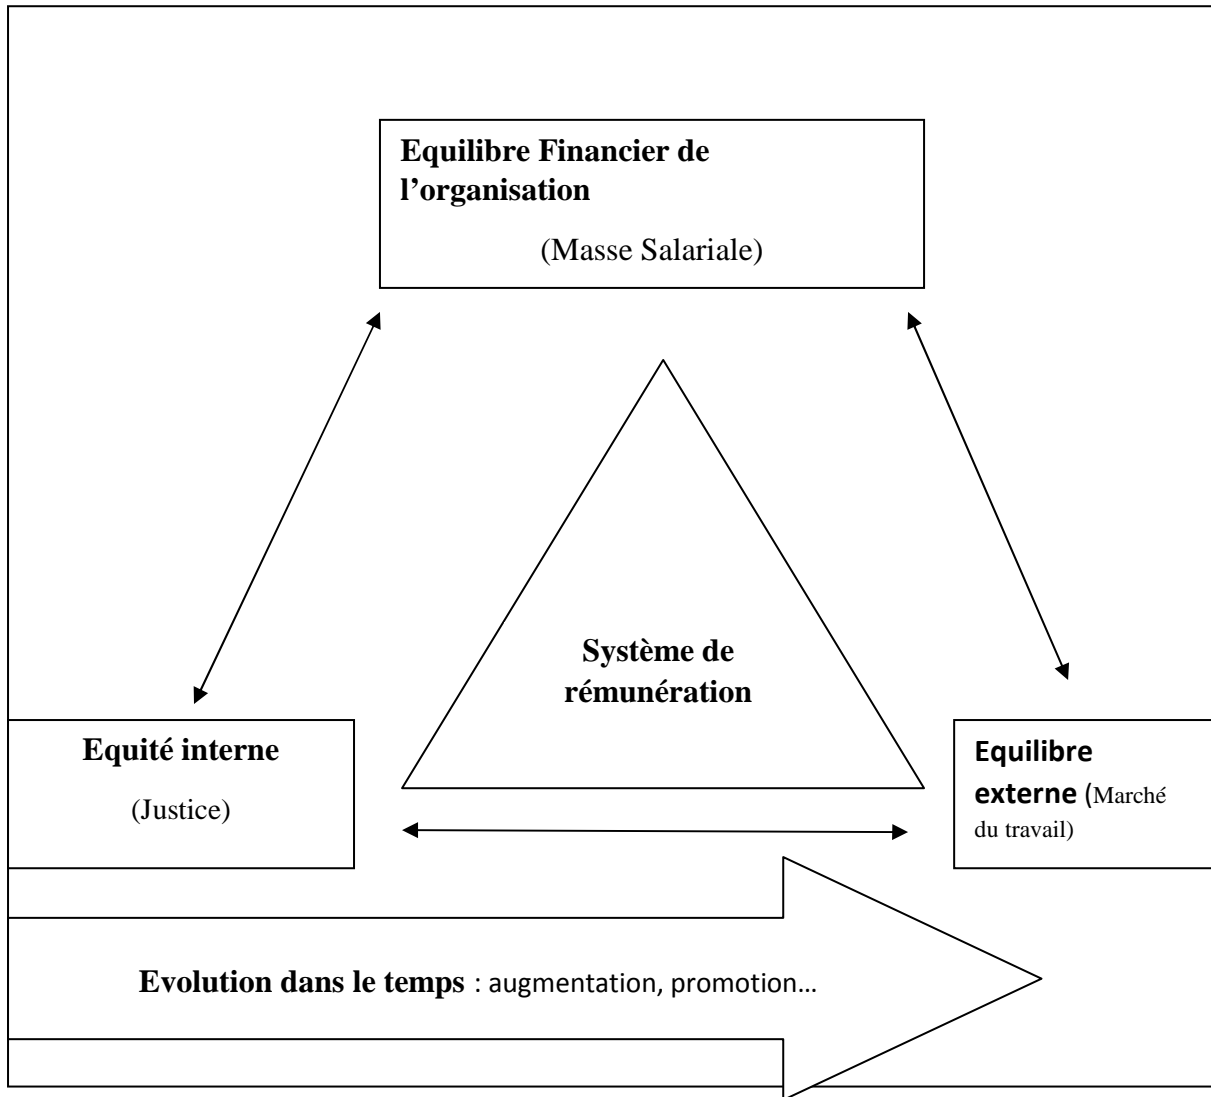 Equilibre Financier de
l’organisation
(Masse Salariale)
Système de
rémunération
Equité interne
(Justice)
Equilibre
externe (Marché
du travail)
Evolution dans le temps : augmentation, promotion…